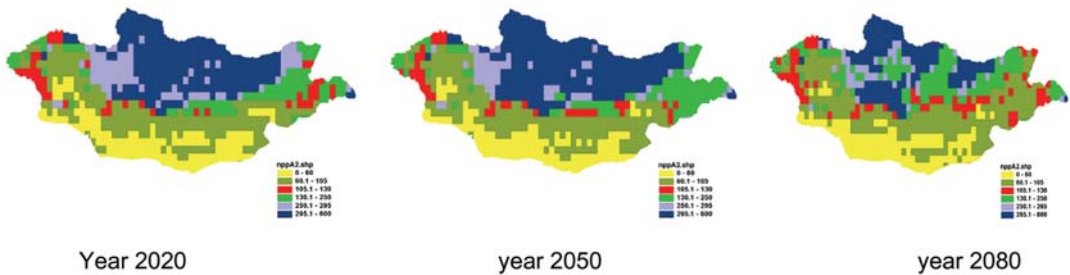 nppA2.shp
0 - 60
60.1 - 105
105.1 - 130
130.1 - 250
250.1 - 295
295.1 - 600
nppA2.shp
0 - 60
60.1 - 105
105.1 - 130
130.1 - 250
250.1 - 295
295.1 - 600
nppA2.shp
0 - 60
60.1 - 105
105.1 - 130
130.1 - 250
250.1 - 295
295.1 - 600
Year 2020
year 2050
year 2080